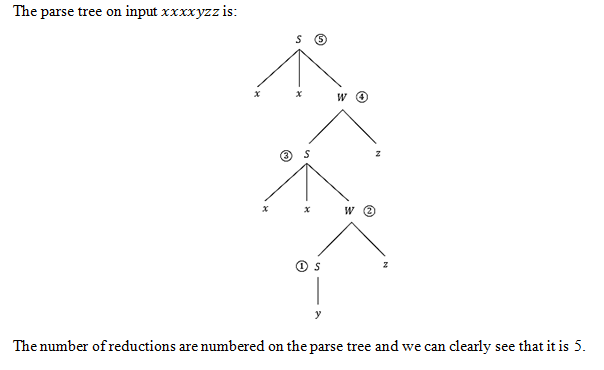 The parse tree on input xxxxyzz is:
S ⑤
x x W ④
③ S z
x x W ②
① S z
y
The number of reductions are numbered on the parse tree and we can clearly see that it is 5.